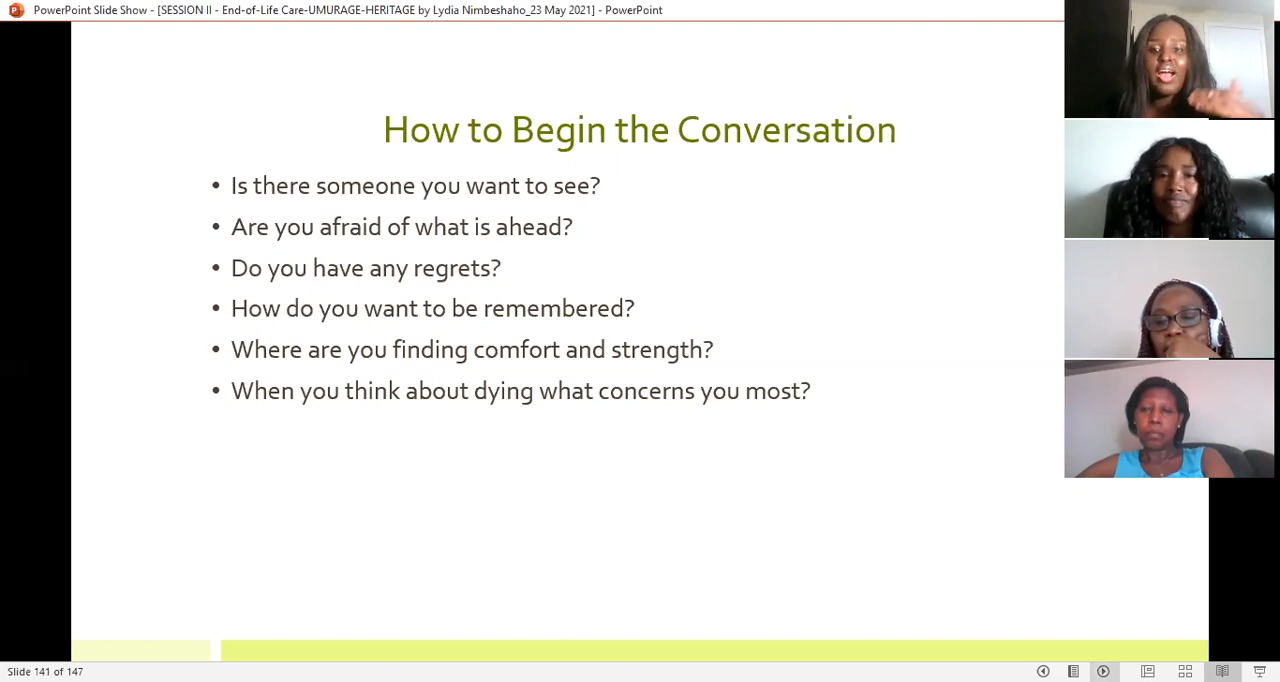 PowerPoint Slide Show - [SESSION II - End-of-Life Care-UMURAGE-HERITAGE by Lydia Nimbeshaho_23 May 2021] - PowerPoint
How to Begin the Conversation
• Is there someone you want to see?
• Are you afraid of what is ahead?
• Do you have any regrets?
• How do you want to be remembered?
• Where are you finding comfort and strength?
• When you think about dying what concerns you most?
Slide 141 of 147